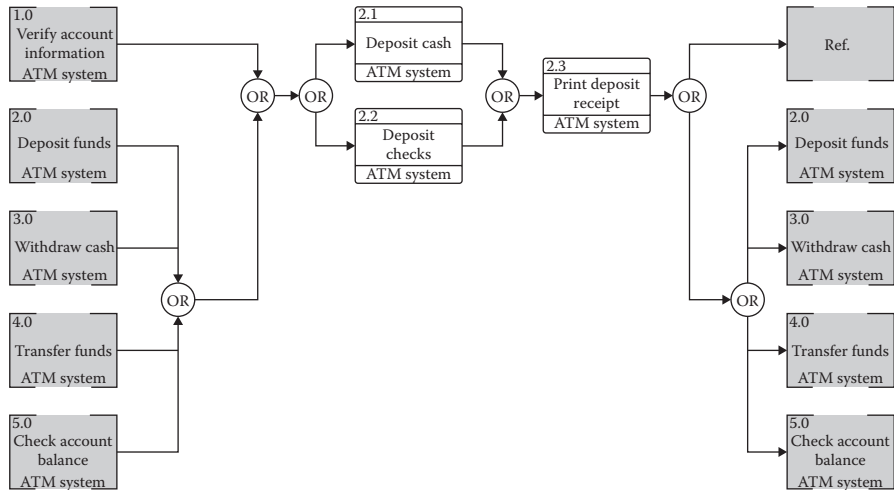 1.0
Verify account
information
ATM system
2.0
Deposit funds
ATM system
3.0
Withdraw cash
ATM system
4.0
Transfer funds
ATM system
5.0
Check account
balance
ATM system
OR
OR
OR
2.1
Deposit cash
ATM system
2.2
Deposit
checks
ATM system
OR
2.3
Print deposit
receipt
ATM system
OR
OR
Ref.
2.0
Deposit funds
ATM system
3.0
Withdraw cash
ATM system
4.0
Transfer funds
ATM system
5.0
Check account
balance
ATM system